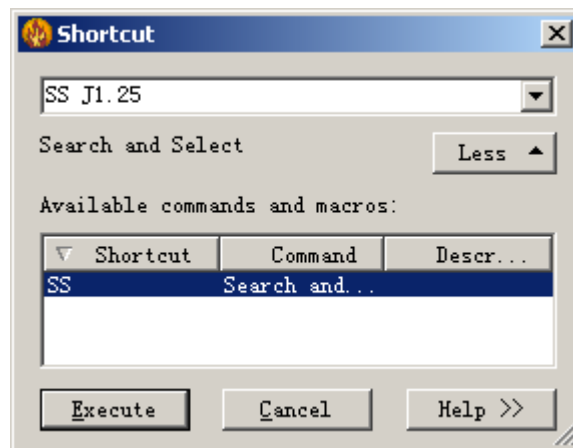 Shortcut
SS J1.25
Search and Select
Less
Available commands and macros:
Shortcut Command Descr...
SS Search and...
Execute Cancel Help >>